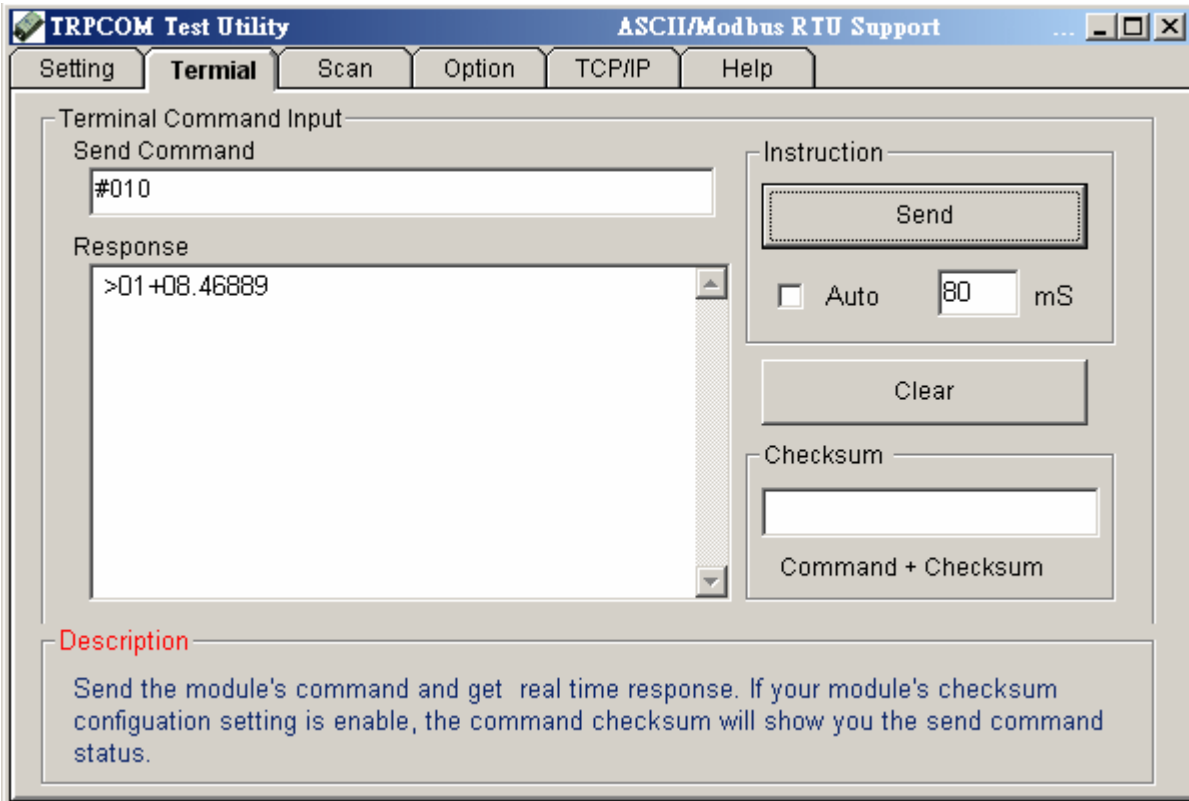 TRPCOM Test Utility ASCII/Modbus RTU Support ...
Setting Termial Scan Option TCP/IP Help
Terminal Command Input
Send Command
#010
Response
>01+08.46889
Instruction
Send
Auto 80 mS
Clear
Checksum
Command + Checksum
Description
Send the module's command and get real time response. If your module's checksum
configuation setting is enable, the command checksum will show you the send command
status.